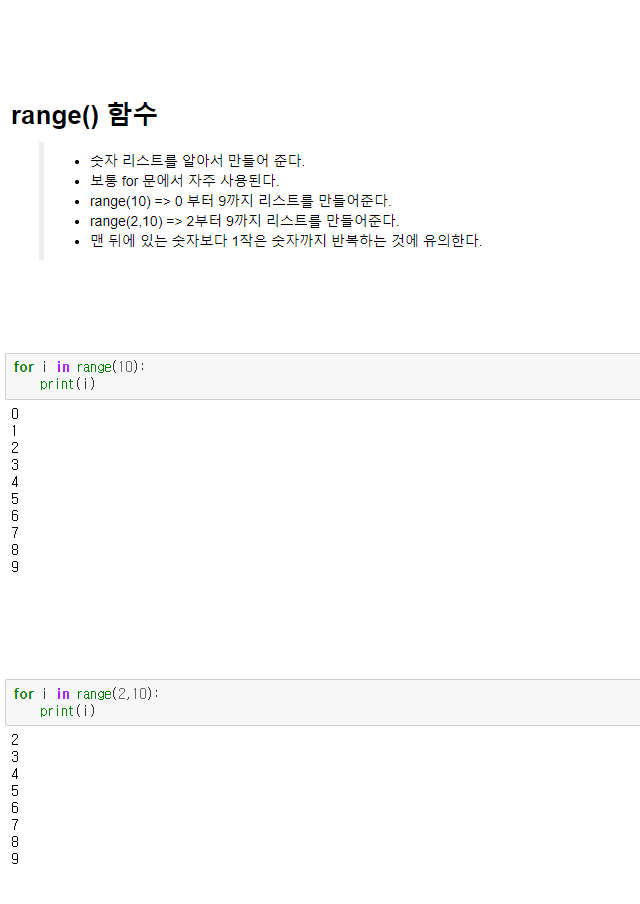 range() 함수
숫자 리스트를 알아서 만들어 준다.
보통 for 문에서 자주 사용된다.
range(10) => 0 부터 9까지 리스트를 만들어준다.
range(2,10) => 2부터 9까지 리스트를 만들어준다.
맨 뒤에 있는 숫자보다 1작은 숫자까지 반복하는 것에 유의한다.
for i in range(10):
    print(i)
0
1
2
3
4
5
6
7
8
9
for i in range(2,10):
    print(i)
2
3
4
5
6
7
8
9